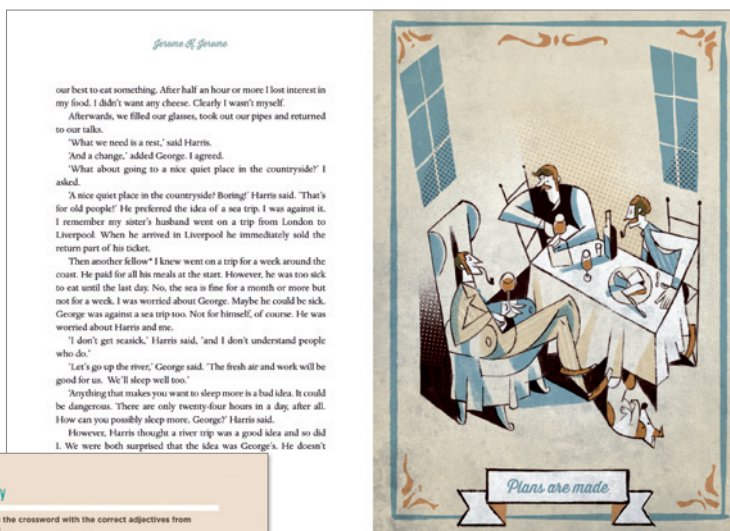 Jerome K. Jerome
our best to eat something. After half an hour or more I lost interest in
my food. I didn't want any cheese. Clearly I wasn't myself.
Afterwards, we filled our glasses, took out our pipes and returned
to our talks.
'What we need is a rest,' said Harris.
'And a change,' added George. I agreed.
'What about going to a nice quiet place in the countryside?' I
asked.
'A nice quiet place in the countryside? Boring!' Harris said. 'That's
for old people!' He preferred the idea of a sea trip. I was against it.
I remember my sister's husband went on a trip from London to
Liverpool. When he arrived in Liverpool he immediately sold the
return part of his ticket.
Then another fellow* I knew went on a trip for a week around the
coast. He paid for all his meals at the start. However, he was too sick
to eat until the last day. No, the sea is fine for a month or more but
not for a week. I was worried about George. Maybe he could be sick.
George was against a sea trip too. Not for himself, of course. He was
worried about Harris and me.
'I don't get seasick,' Harris said, 'and I don't understand people
who do.'
'Let's go up the river,' George said. 'The fresh air and work will be
good for us. We'll sleep well too.'
'Anything that makes you want to sleep more is a bad idea. It could
be dangerous. There are only twenty-four hours in a day, after all.
How can you possibly sleep more, George?' Harris said.
However, Harris thought a river trip was a good idea and so did
I. We were both surprised that the idea was George's. He doesn't
the crossword with the correct adjectives from
Plans are made